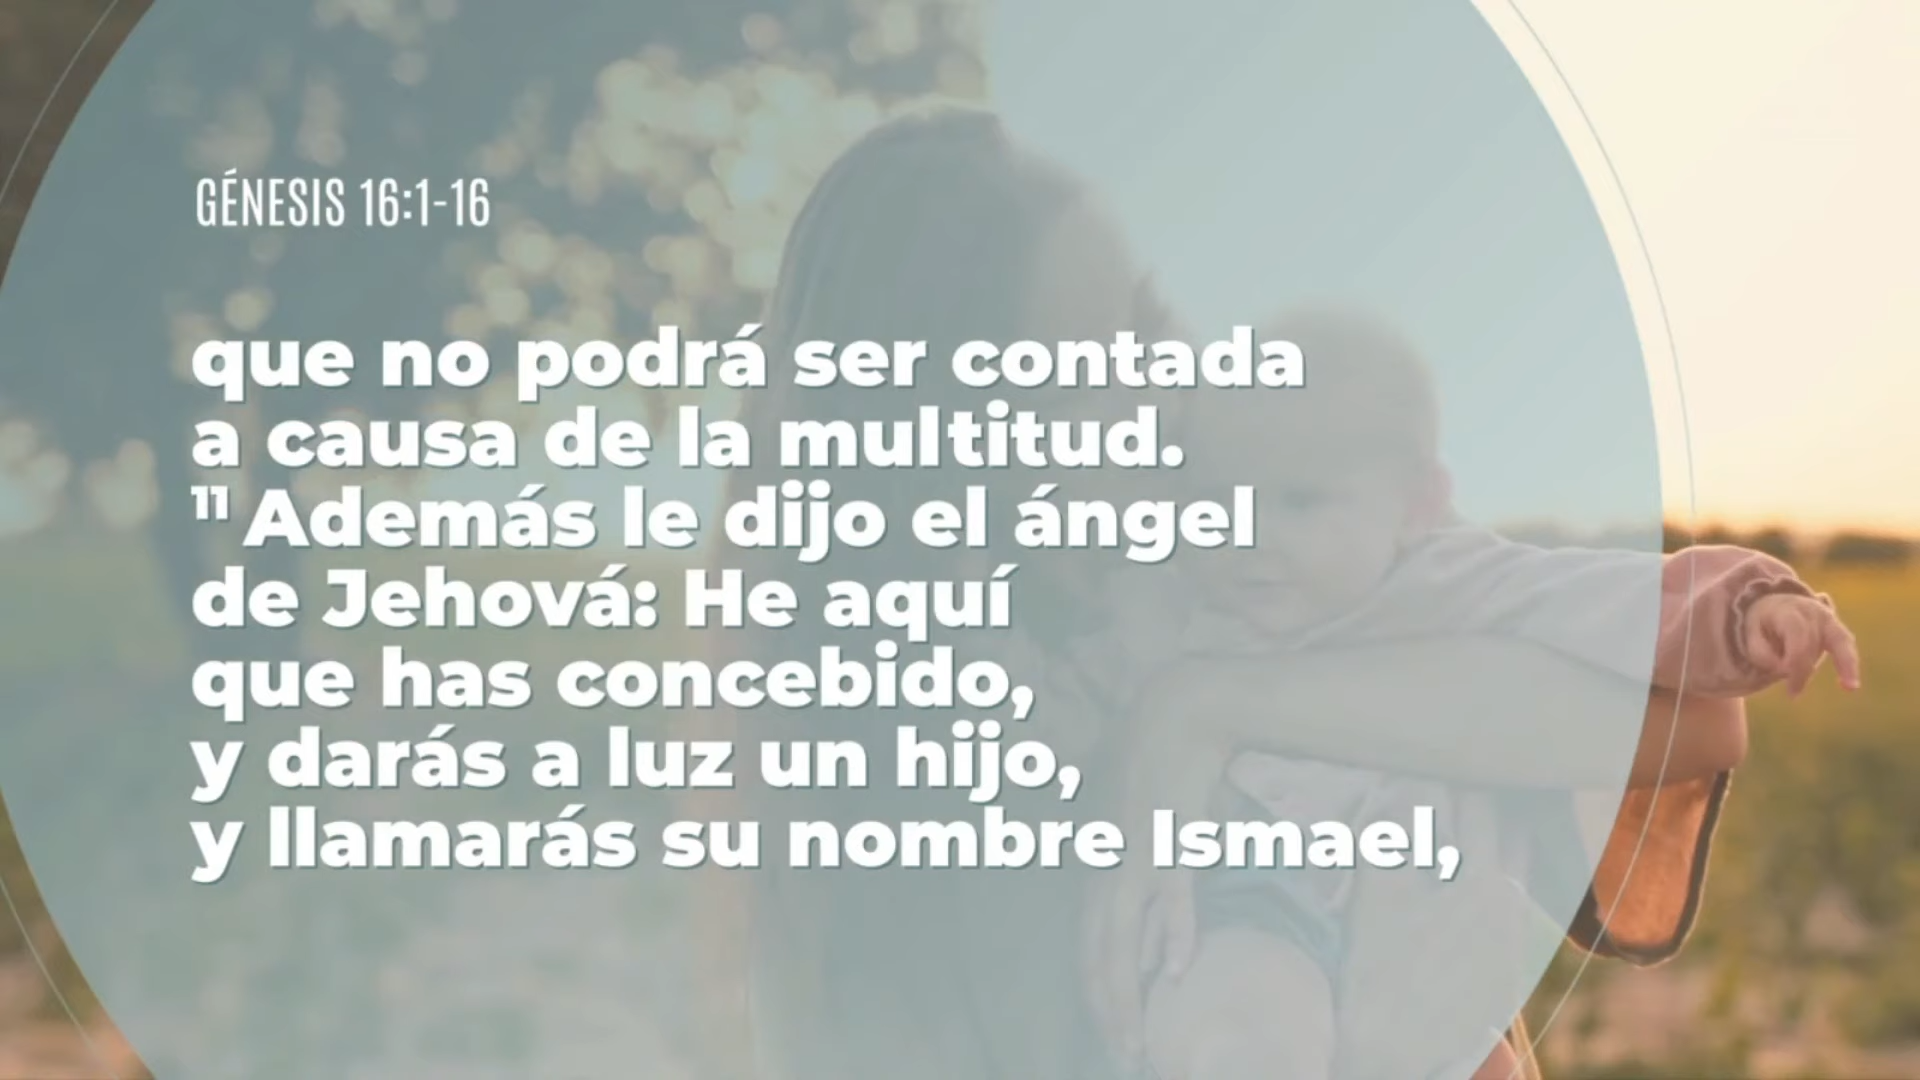 GÉNESIS 16:1-16
que no podrá ser contada
a causa de la multitud.
11 Además le dijo el ángel
de Jehová: He aquí
que has concebido,
y darás a luz un hijo,
y llamarás su nombre Ismael,